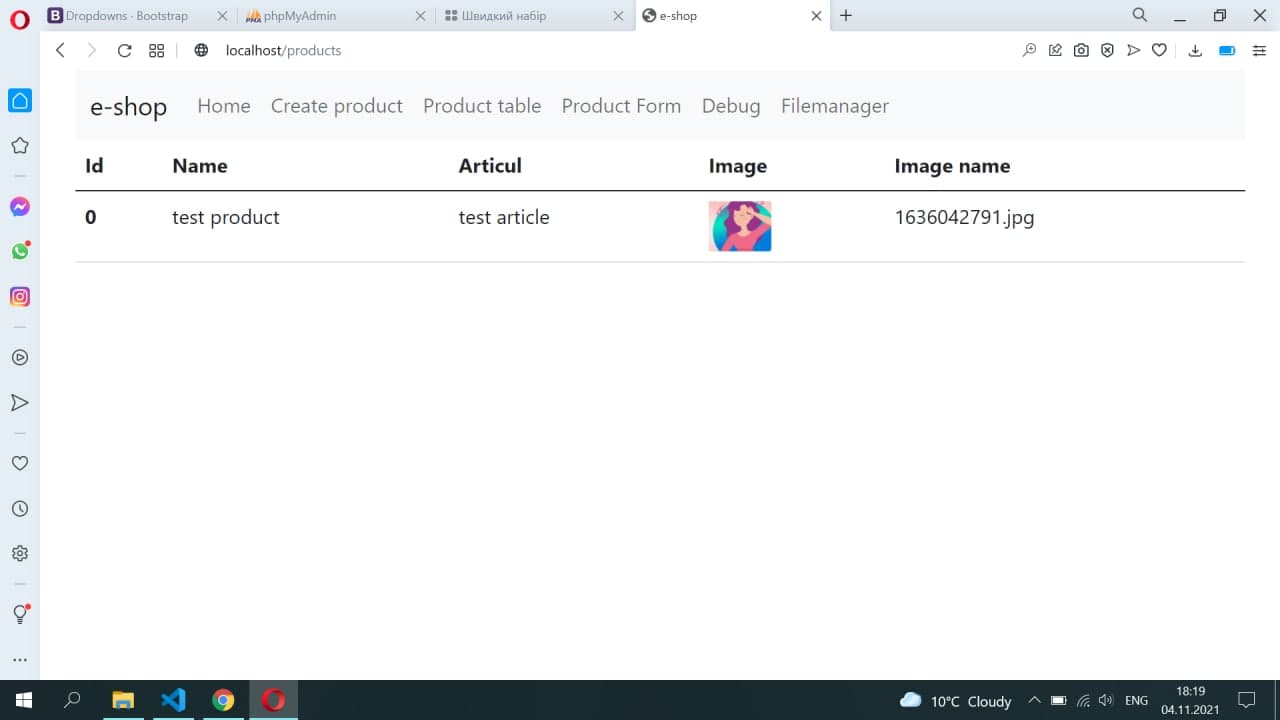 Dropdowns · Bootstrap
phpMyAdmin
Швидкий набір
e-shop
localhost/products
e-shop Home Create product Product table Product Form Debug Filemanager
Id Name Articul Image Image name
0 test product test article 1636042791.jpg
10°C Cloudy
ENG
18:19
04.11.2021